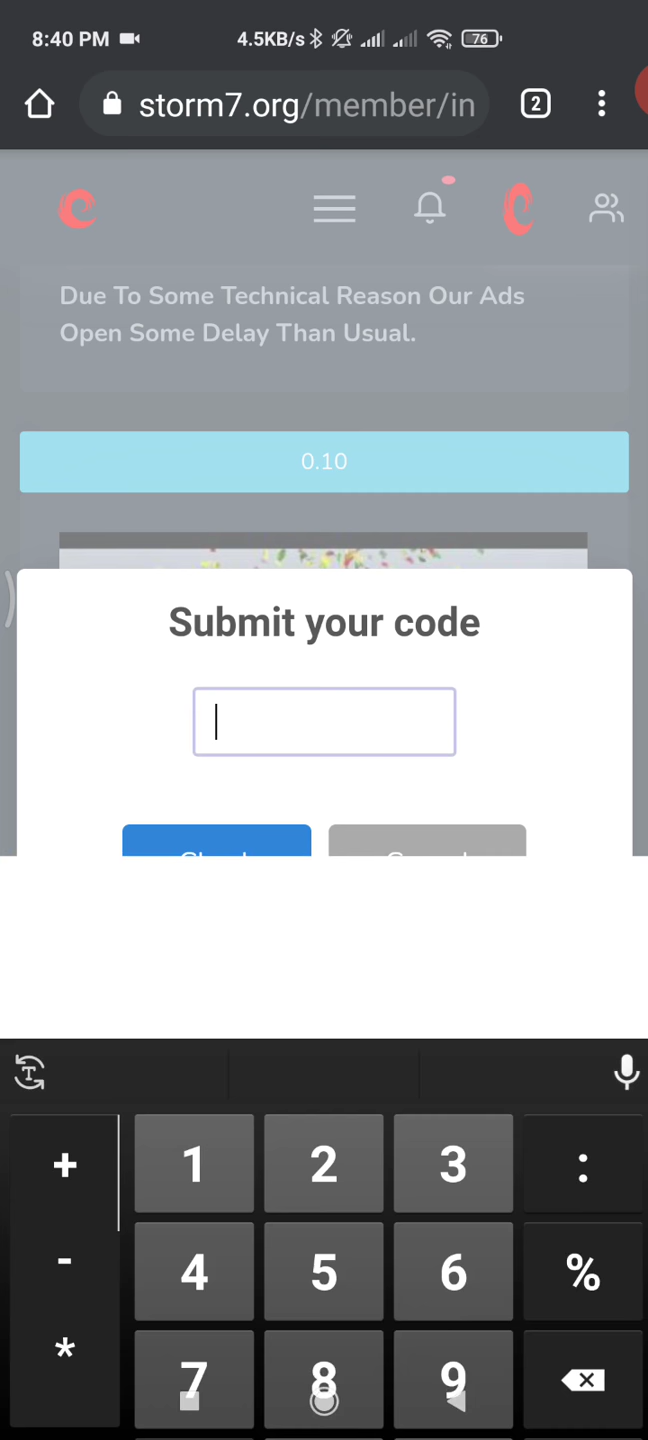 8:40 PM
4.5KB/s
76
storm7.org/member/in
2
Due To Some Technical Reason Our Ads
Open Some Delay Than Usual.
0.10
Submit your code
+ 1 2 3 :
- 4 5 6 %
* 7 8 9